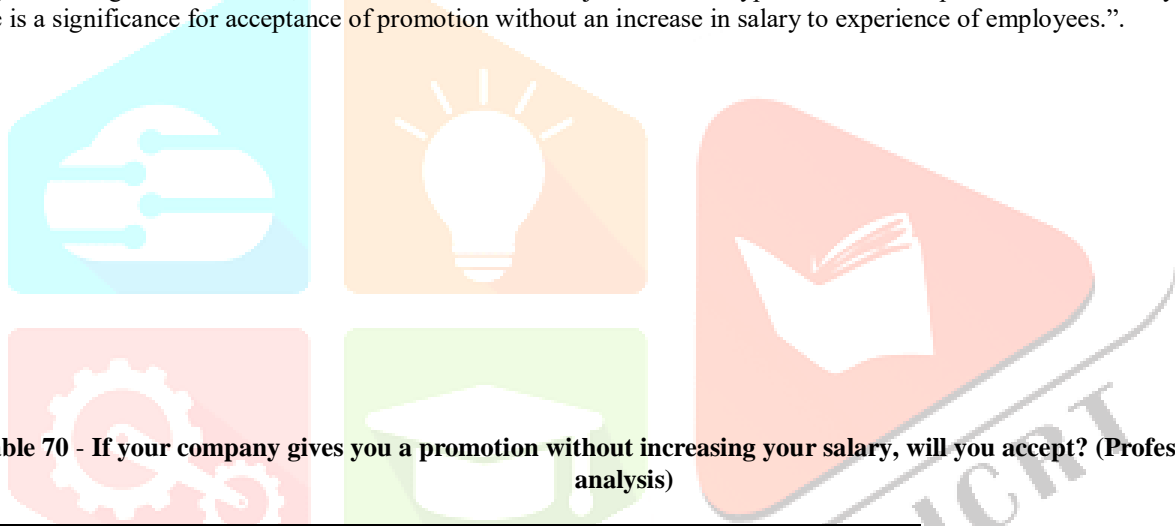 is a significance for acceptance of promotion without an increase in salary to experience of employees.”.
70 - If your company gives you a promotion without increasing your salary, will you accept? (Profes
analysis)
IJCRT